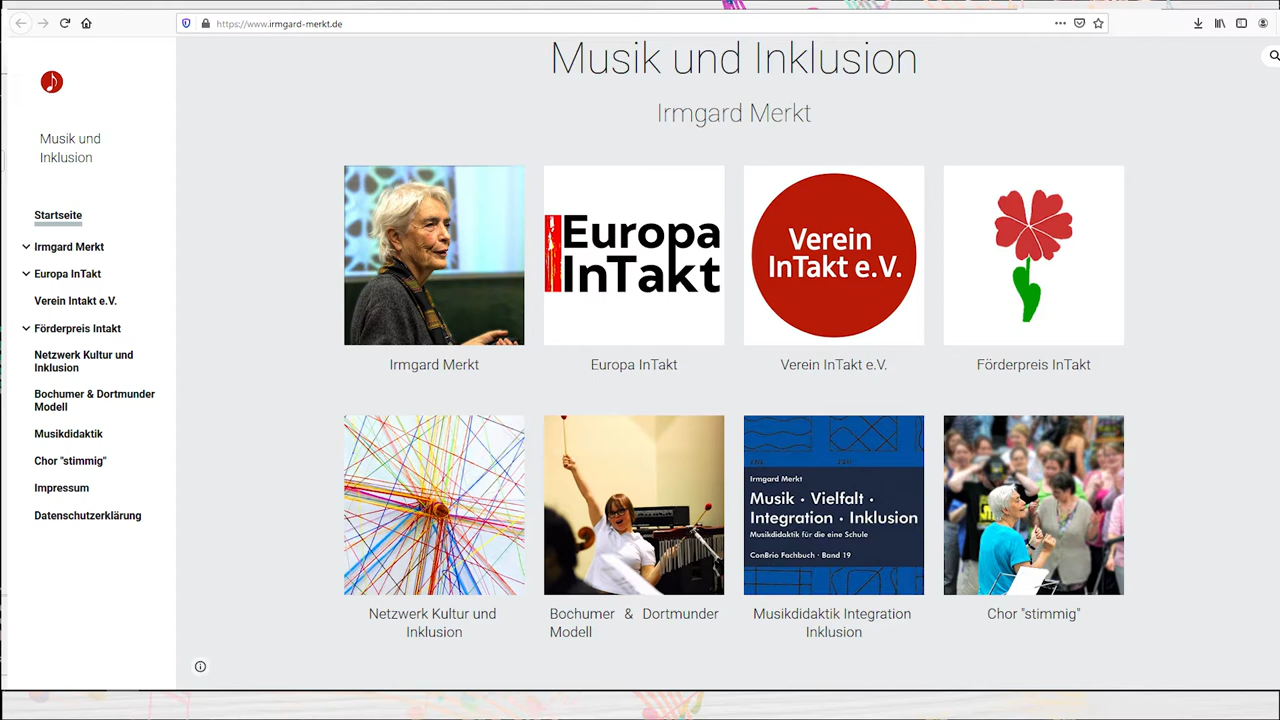 https://www.irmgard-merkt.de
Musik und
Inklusion
Startseite
Irmgard Merkt
Europa InTakt
Verein Intakt e.V.
Förderpreis Intakt
Netzwerk Kultur und
Inklusion
Bochumer & Dortmunder
Modell
Musikdidaktik
Chor "stimmig"
Impressum
Datenschutzerklärung
Musik und Inklusion
Irmgard Merkt
Europa
InTakt
Verein
InTakt e.V.
Irmgard Merkt
Europa InTakt
Verein InTakt e.V.
Förderpreis InTakt
Irmgard Merkt
Musik · Vielfalt ·
Integration · Inklusion
Musikdidaktik für die eine Schule
ConBrio Fachbuch · Band 19
Netzwerk Kultur und
Inklusion
Bochumer & Dortmunder
Modell
Musikdidaktik Integration
Inklusion
Chor "stimmig"